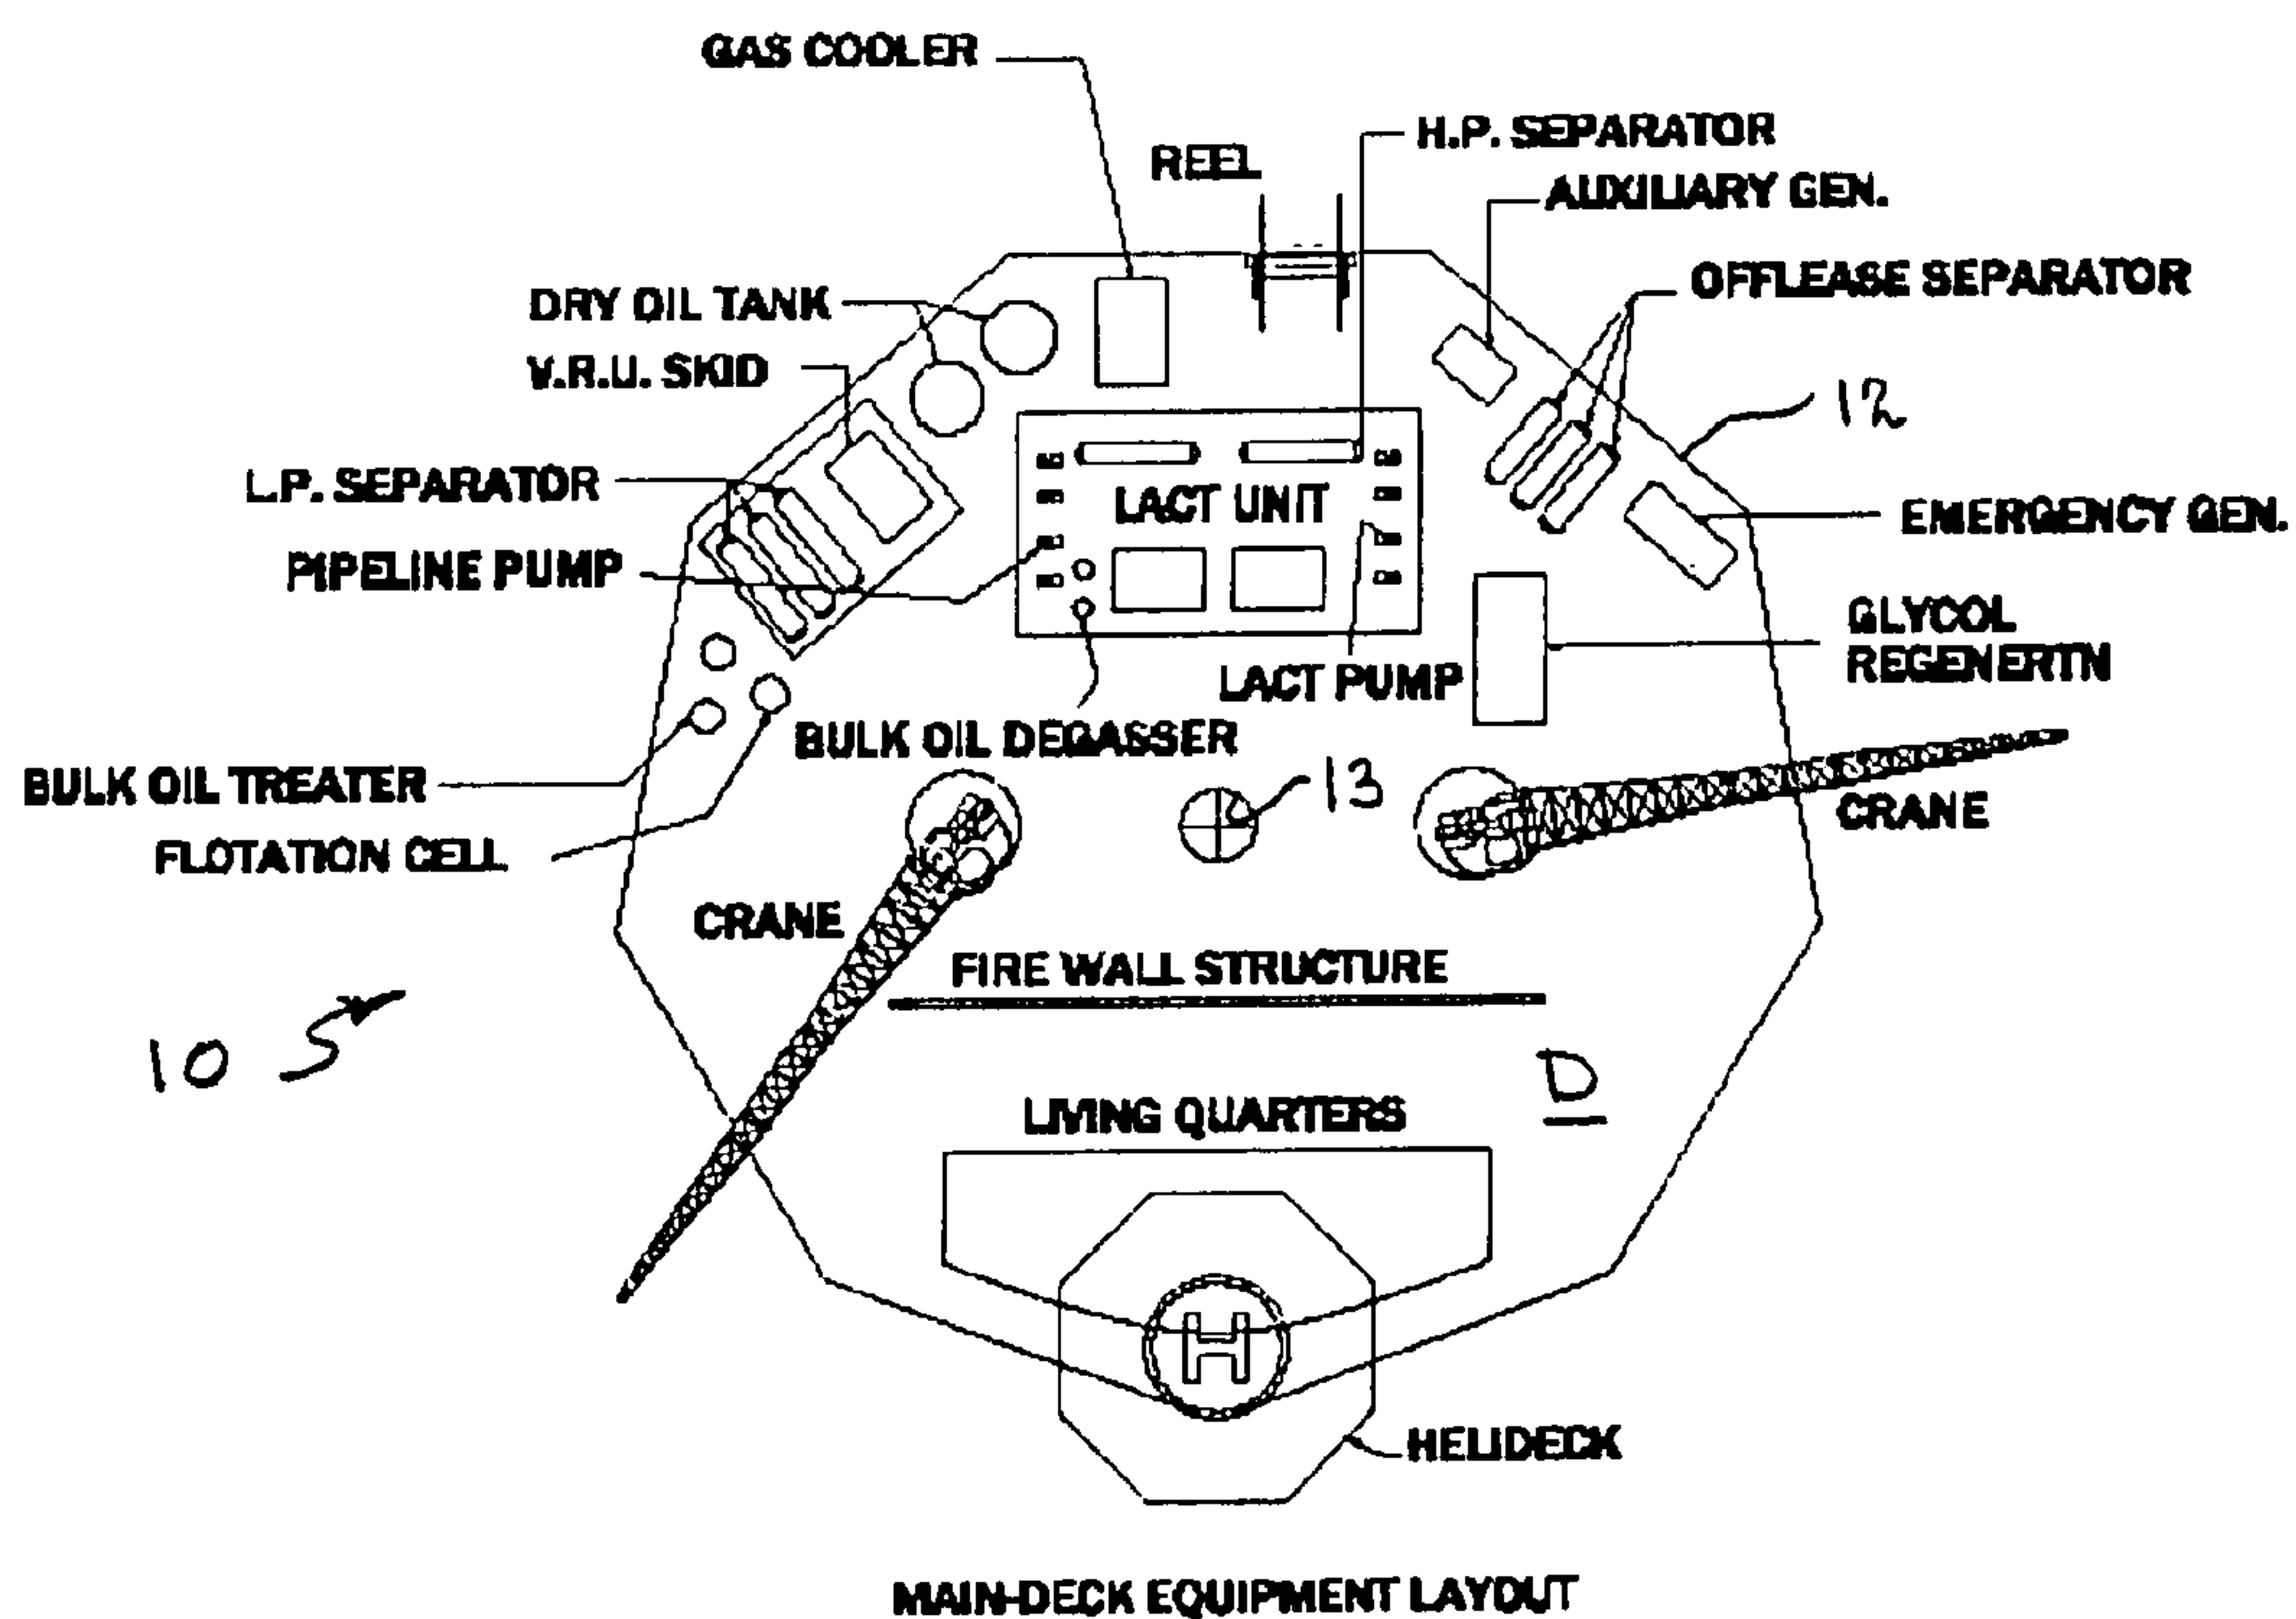 GAS COOLER
H.P. SEPARATOR
REEL
AUXILIARY GEN.
OFFLEASE SEPARATOR
DRY OIL TANK
V.R.U. SKID
12
L.P. SEPARATOR
LACT UNIT
EMERGENCY GEN.
PIPELINE PUMP
GLYCOL
REGENERTN
LACT PUMP
BULK OIL DEGASSER
BULK OIL TREATER
13
CRANE
FLOTATION CELL
CRANE
FIRE WALL STRUCTURE
10
D
LIVING QUARTERS
H
HELIDECK
MAIN-DECK EQUIPMENT LAYOUT